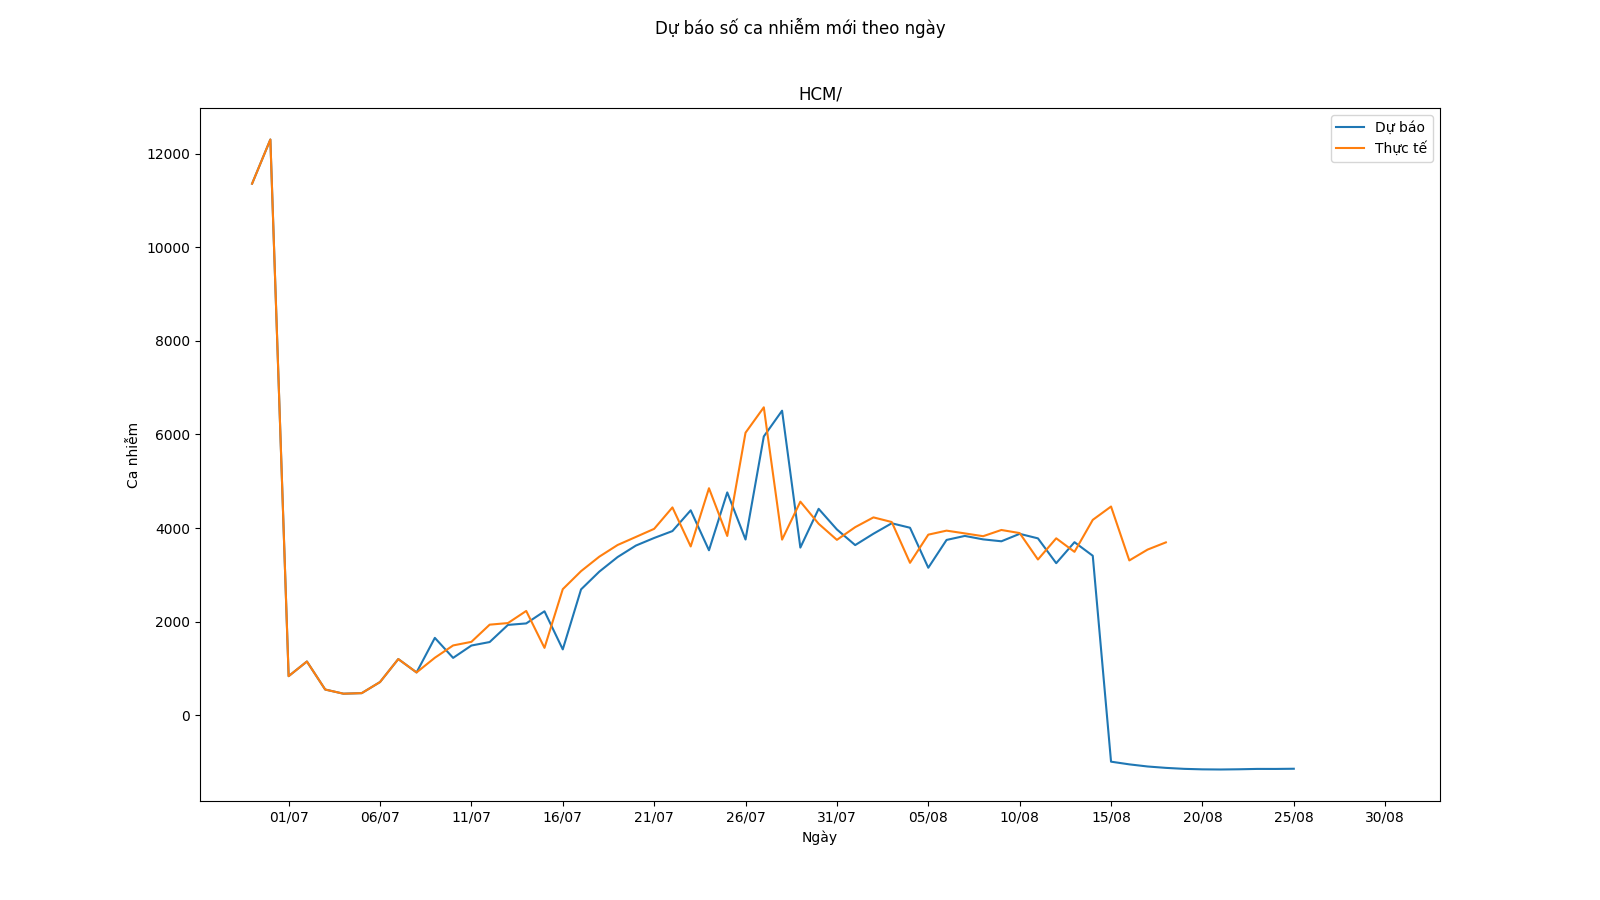 Dự báo số ca nhiễm mới theo ngày
HCM/
Dự báo
Thực tế
12000
10000
8000
6000
4000
2000
0
Ca nhiễm
01/07 06/07 11/07 16/07 21/07 26/07 31/07 05/08 10/08 15/08 20/08 25/08 30/08
Ngày